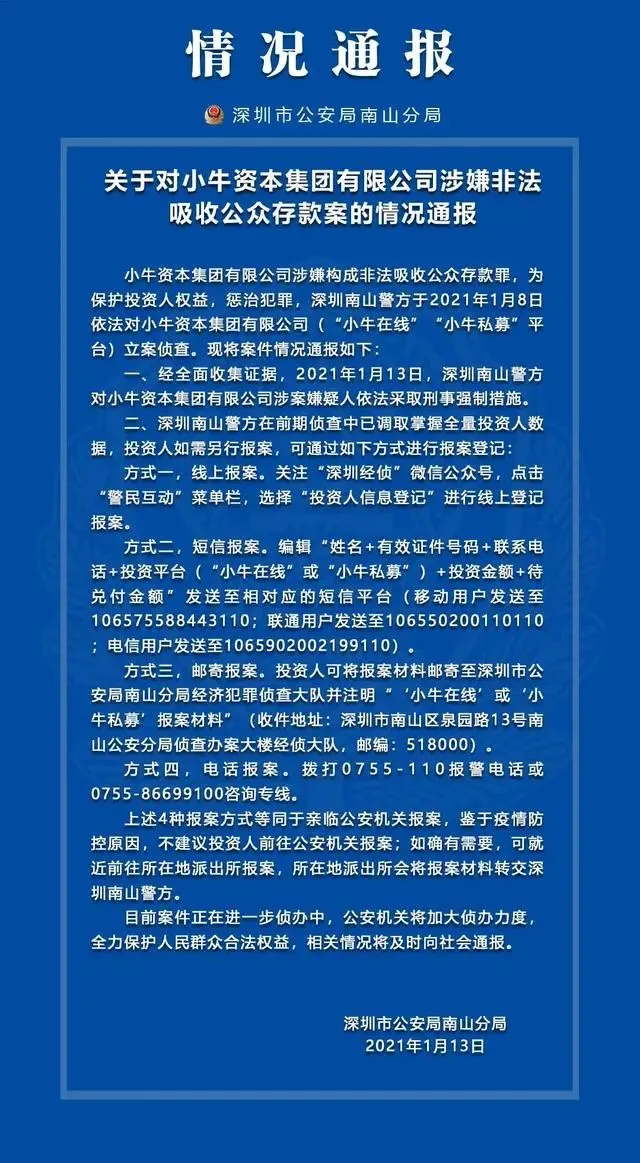 情况通报
深圳市公安局南山分局
关于对小牛资本集团有限公司涉嫌非法
吸收公众存款案的情况通报
小牛资本集团有限公司涉嫌构成非法吸收公众存款罪，为
保护投资人权益，惩治犯罪，深圳南山警方于2021年1月8日
依法对小牛资本集团有限公司（“小牛在线”“小牛私募”平
台）立案侦查。现将案件情况通报如下：
一、经全面收集证据，2021年1月13日，深圳南山警方
对小牛资本集团有限公司涉案嫌疑人依法采取刑事强制措施。
二、深圳南山警方在前期侦查中已调取掌握全量投资人数
据，投资人如需另行报案，可通过如下方式进行报案登记：
方式一，线上报案。关注“深圳经侦”微信公众号，点击
“警民互动”菜单栏，选择“投资人信息登记”进行线上登记
报案。
方式二，短信报案。编辑“姓名+有效证件号码+联系电
话+投资平台（“小牛在线”或“小牛私募”）+投资金额+待
兑付金额”发送至相对应的短信平台（移动用户发送至
106575588443110；联通用户发送至106550200110110
；电信用户发送至1065902002199110）。
方式三，邮寄报案。投资人可将报案材料邮寄至深圳市公
安局南山分局经济犯罪侦查大队并注明“‘小牛在线’或‘小
牛私募’报案材料”（收件地址：深圳市南山区泉园路13号南
山公安分局侦查办案大楼经侦大队，邮编：518000）。
方式四，电话报案。拨打0755-110报警电话或
0755-86699100咨询专线。
上述4种报案方式等同于亲临公安机关报案，鉴于疫情防
控原因，不建议投资人前往公安机关报案；如确有需要，可就
近前往所在地派出所报案，所在地派出所会将报案材料转交深
圳南山警方。
目前案件正在进一步侦办中，公安机关将加大侦办力度，
全力保护人民群众合法权益，相关情况将及时向社会通报。
深圳市公安局南山分局
2021年1月13日